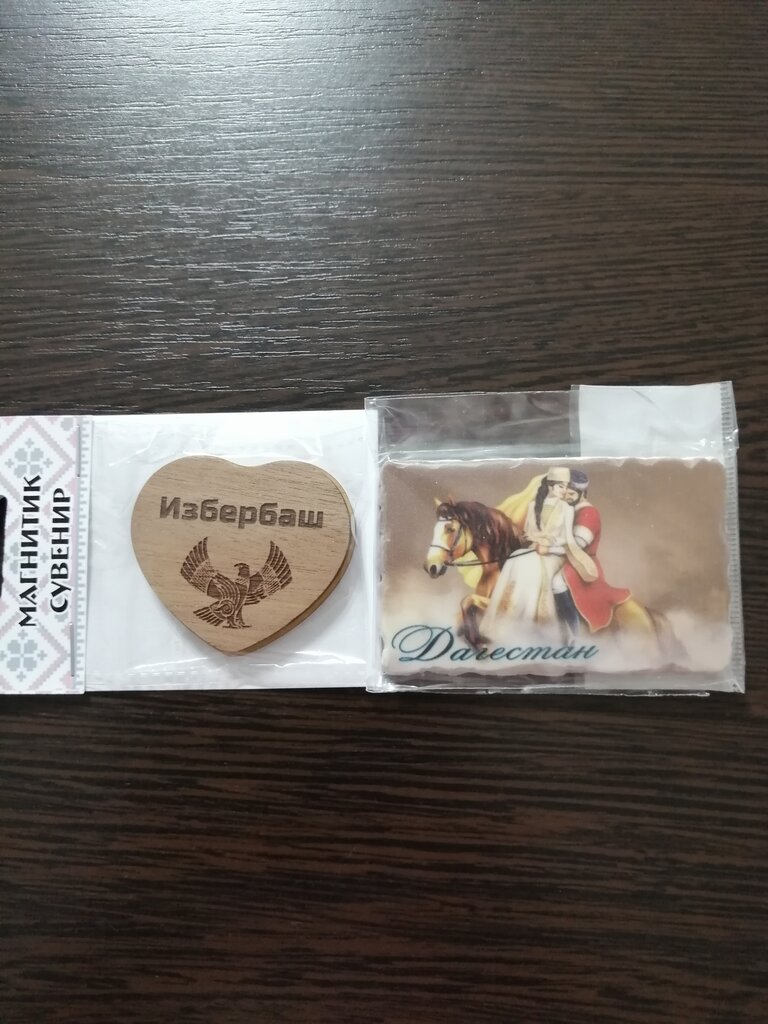 МАГНИТИК
СУВЕНИР
Избербаш
Дагестан